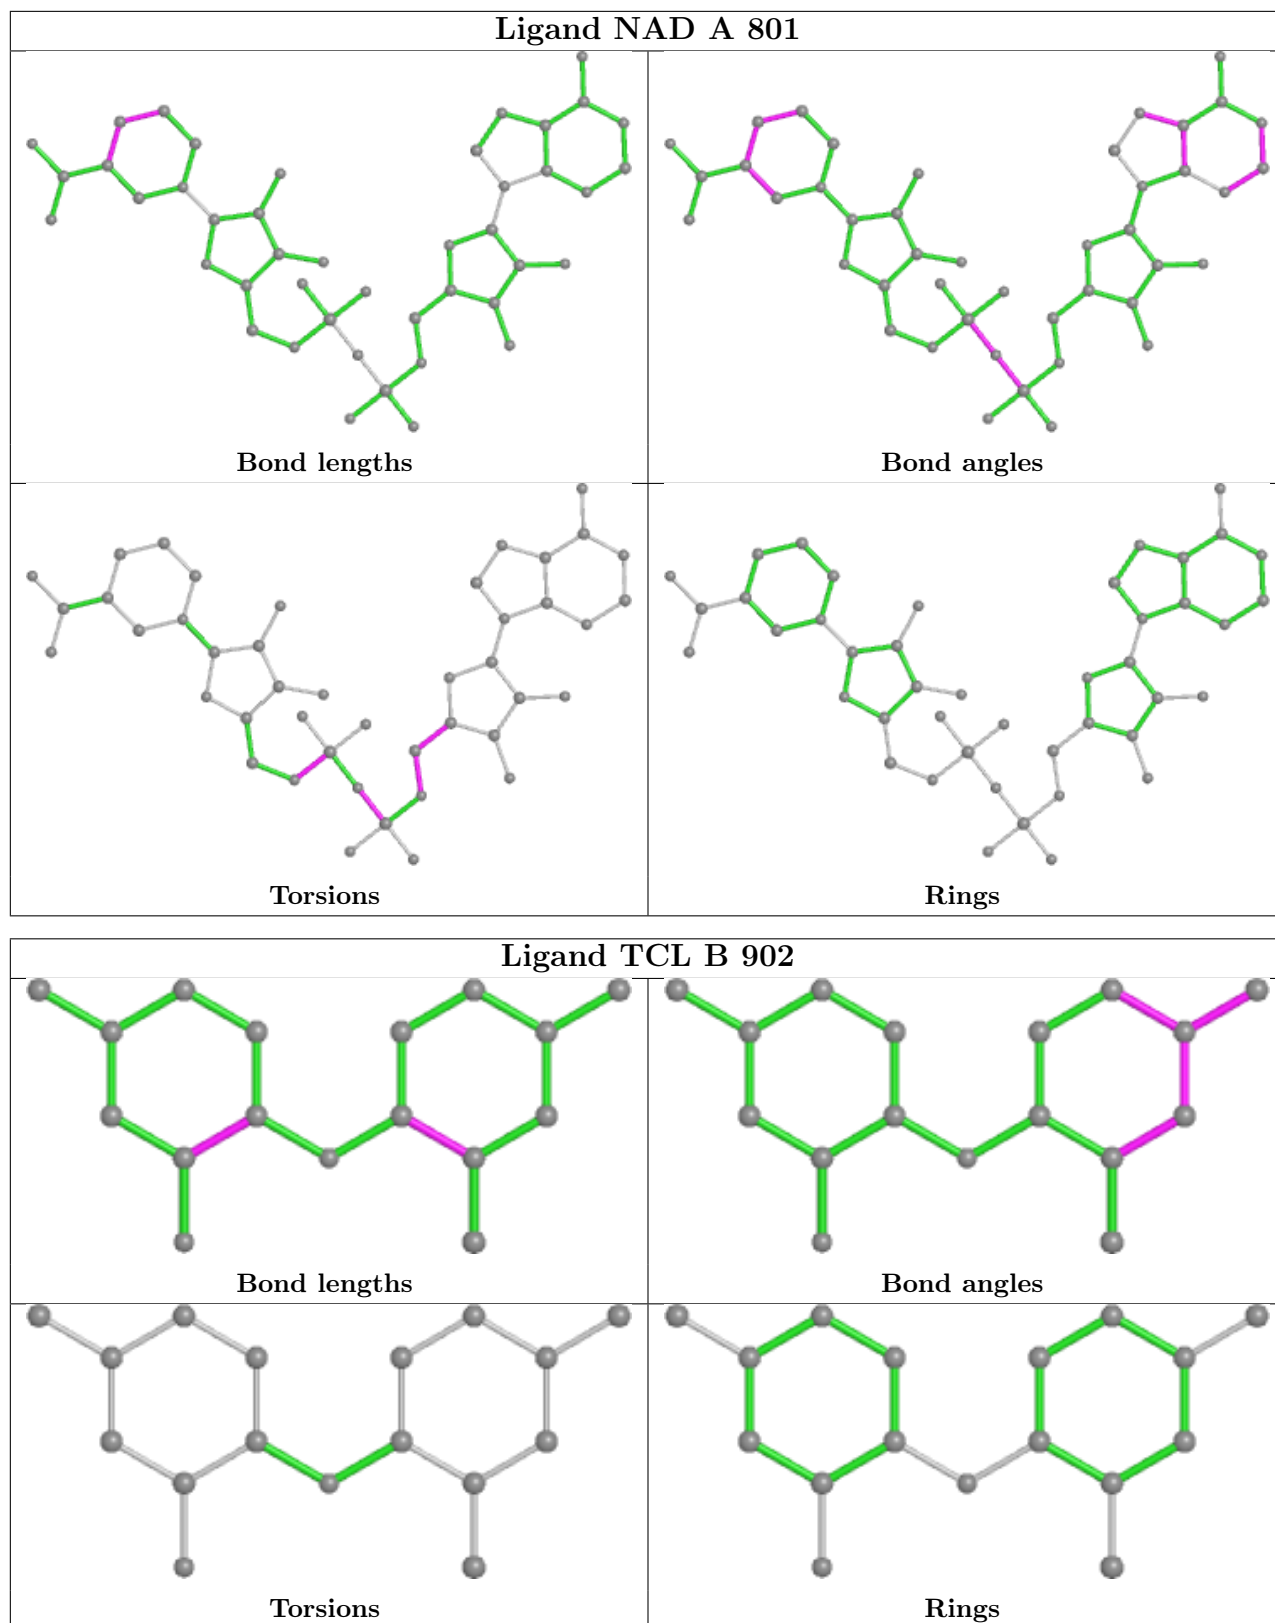 Ligand NAD A 801
Bond lengths
Bond angles
Torsions
Rings
Ligand TCL B 902
Bond lengths
Bond angles
Torsions
Rings